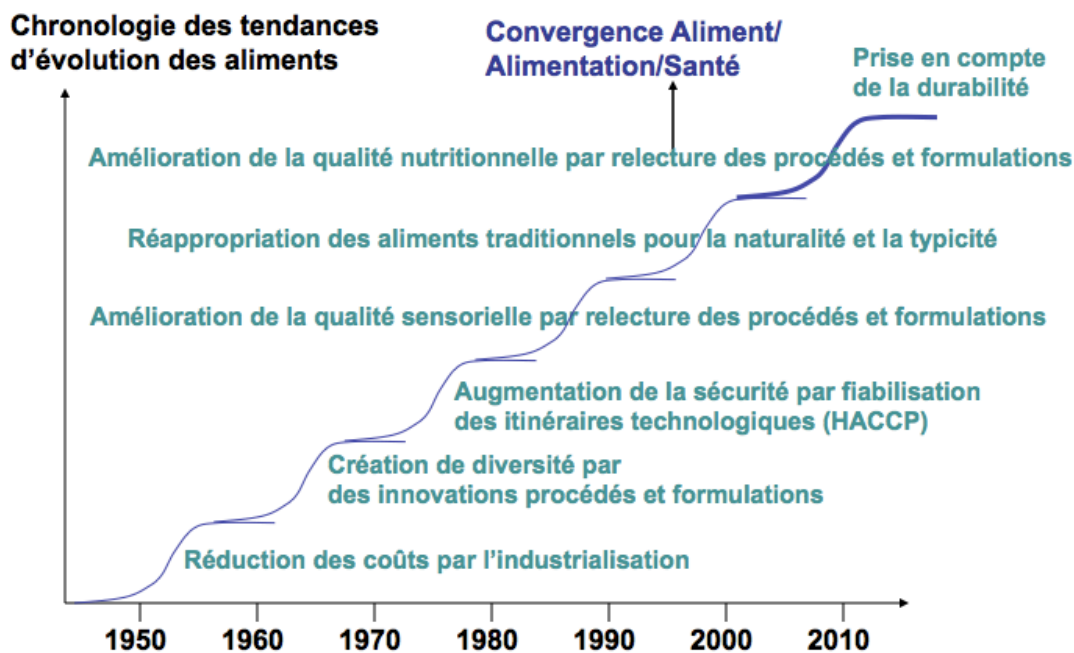 Chronologie des tendances
d'évolution des aliments
Convergence Aliment/
Alimentation/Santé
Prise en compte
de la durabilité
Amélioration de la qualité nutritionnelle par relecture des procédés et formulations
Réappropriation des aliments traditionnels pour la naturalité et la typicité
Amélioration de la qualité sensorielle par relecture des procédés et formulations
Augmentation de la sécurité par fiabilisation
des itinéraires technologiques (HACCP)
Création de diversité par
des innovations procédés et formulations
Réduction des coûts par l'industrialisation
1950 1960 1970 1980 1990 2000 2010